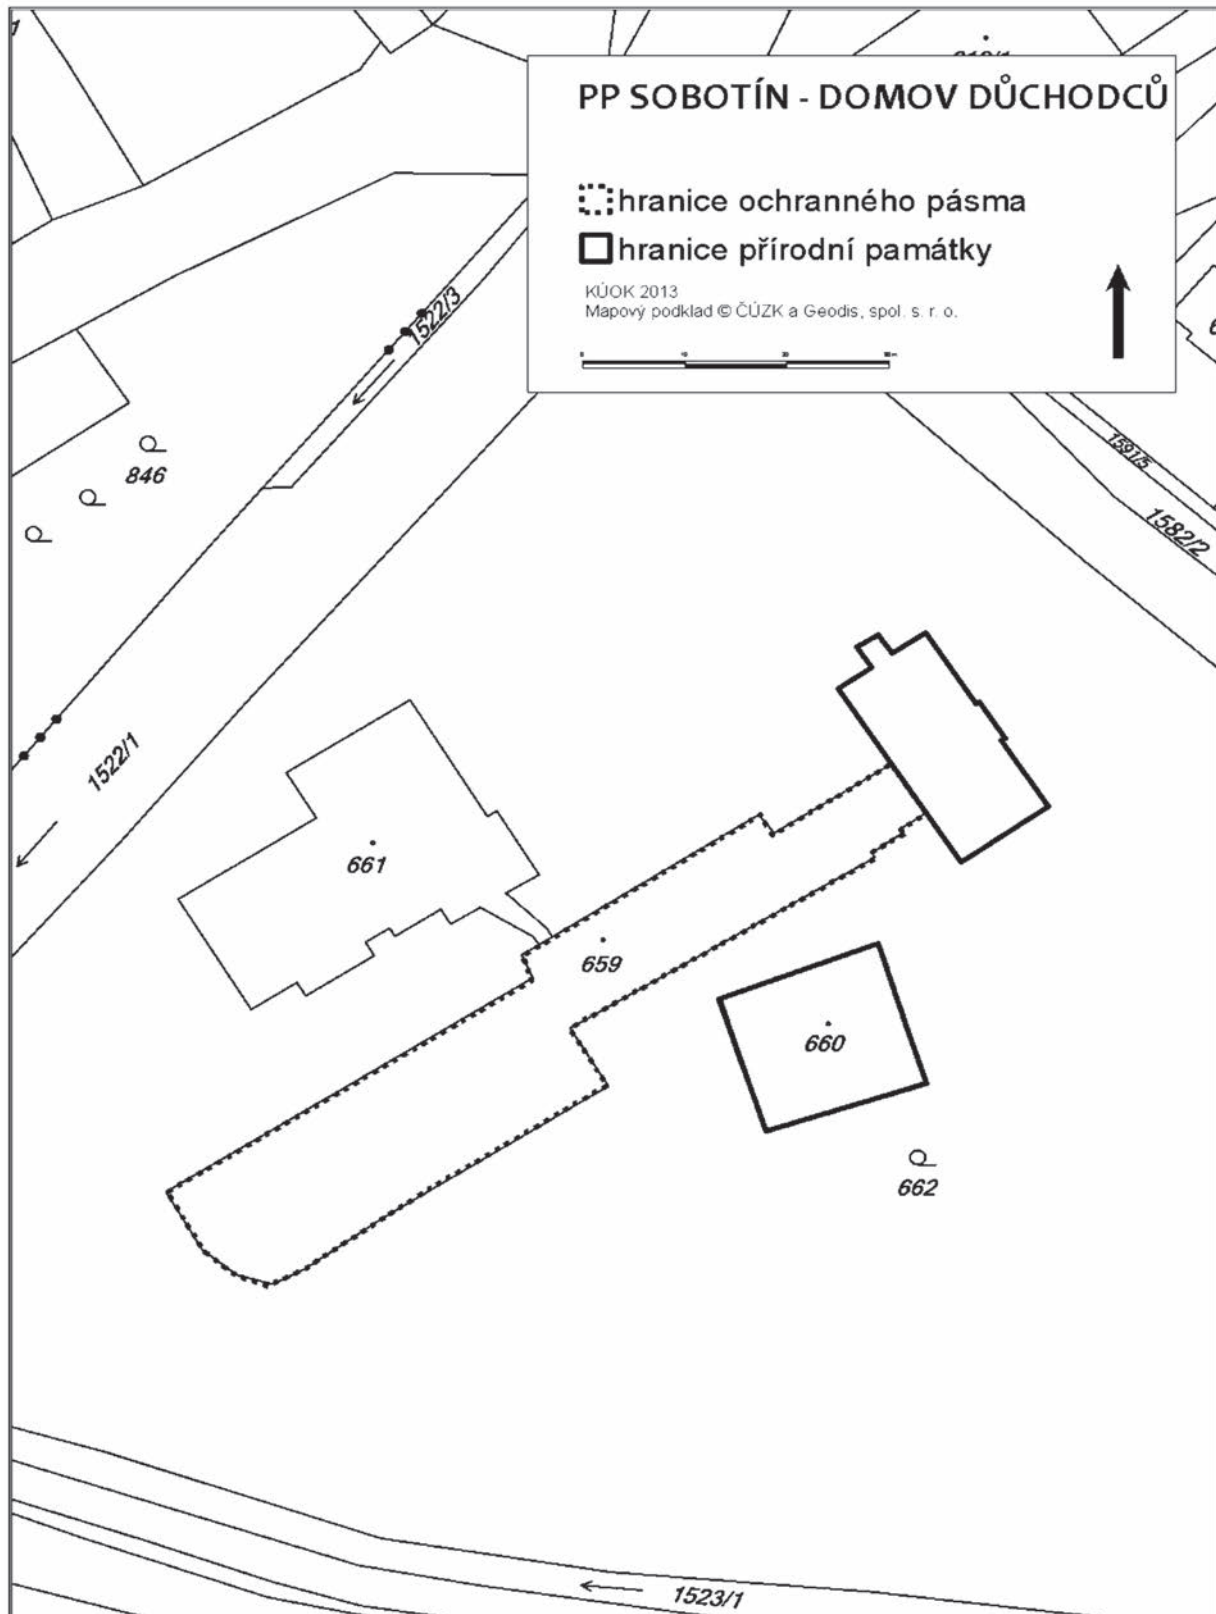 PP SOBOTÍN - DOMOV DŮCHODCŮ
hranice ochranného pásma
hranice přírodní památky
KÚOK 2013
Mapový podklad © ČÚZK a Geodis, spol. s. r. o.
1522/3
846
1591/5
1582/2
1522/1
661
659
660
662
1523/1